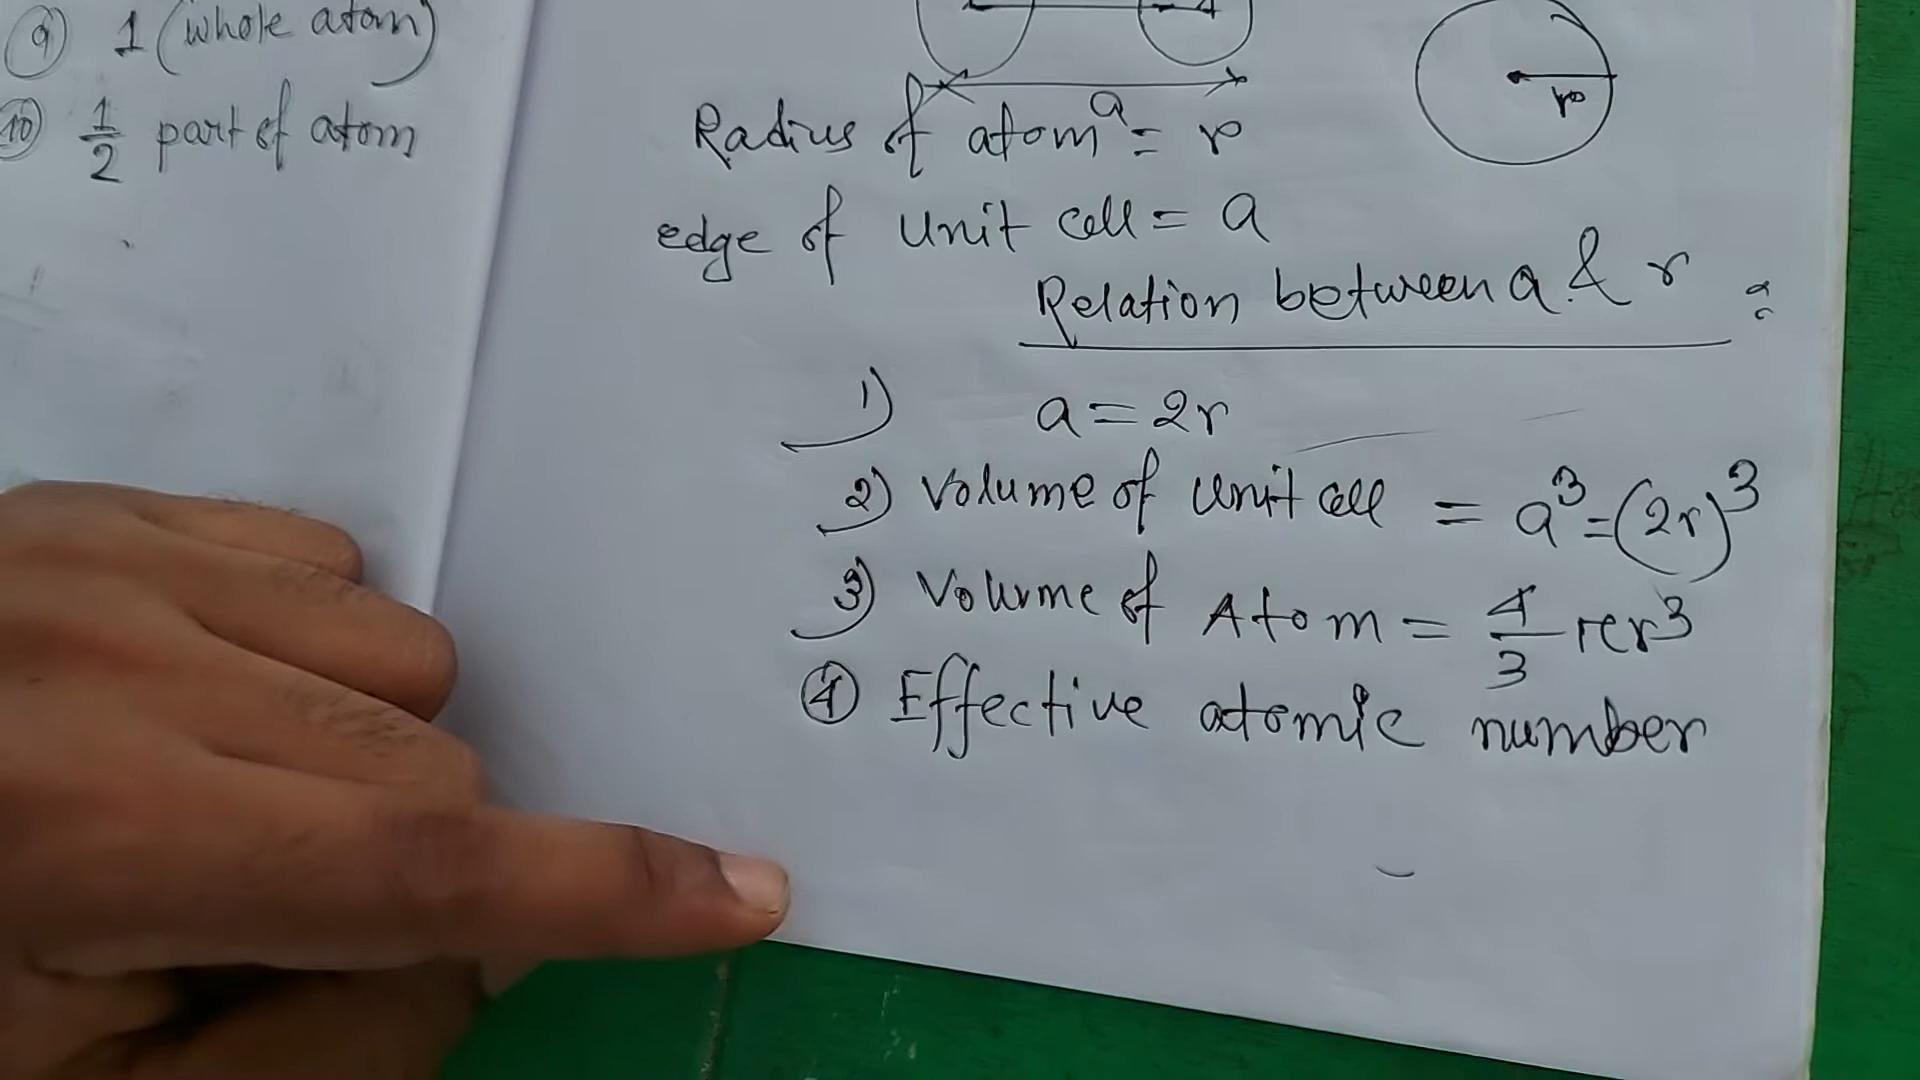 9 1 (whole atom)
10 1/2 part of atom
a
r
Radius of atom = r
edge of unit cell = a
Relation between a & r :
1) a = 2r
2) Volume of unit cell = a³ = (2r)³
3) Volume of Atom = 4/3 πr³
4 Effective atomic number